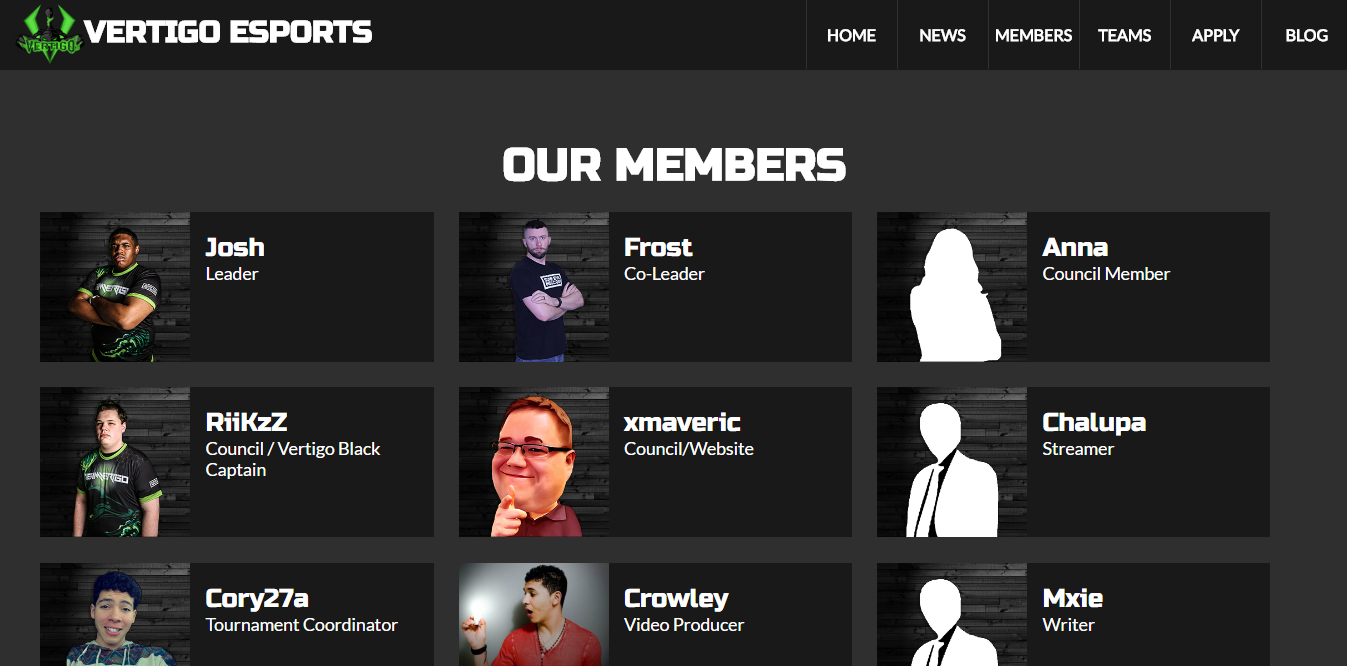 VERTIGO
VERTIGO ESPORTS
HOME
NEWS
MEMBERS
TEAMS
APPLY
BLOG
OUR MEMBERS
Josh
Leader
Frost
Co-Leader
Anna
Council Member
RiiKzZ
Council / Vertigo Black
Captain
xmaveric
Council/Website
Chalupa
Streamer
Cory27a
Tournament Coordinator
Crowley
Video Producer
Mxie
Writer